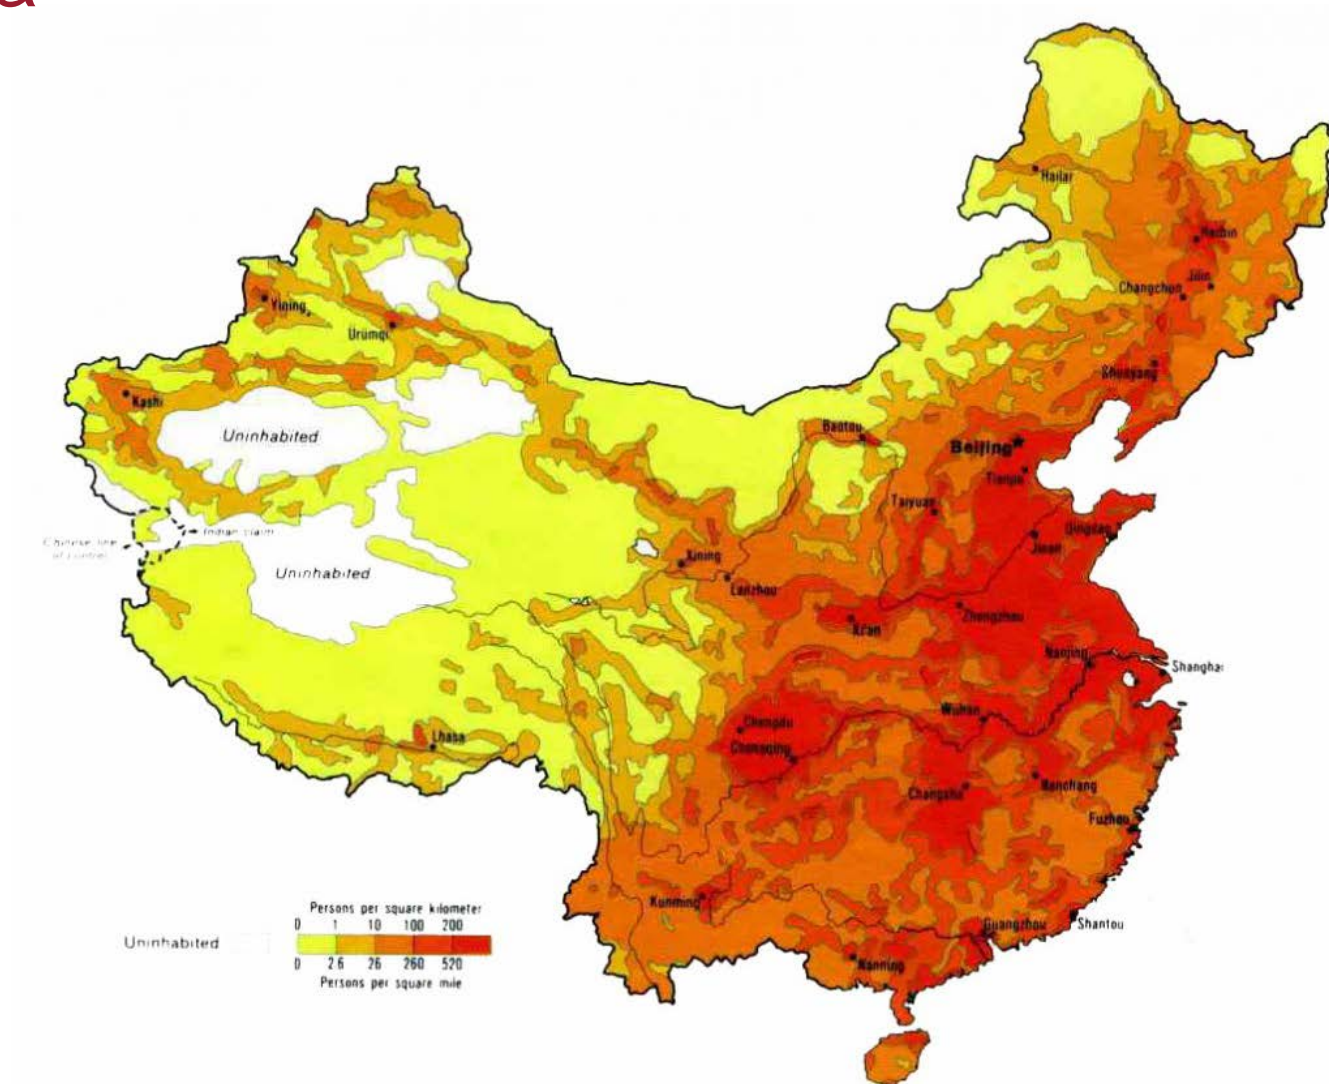 Hailar
Harbin
Jilin
Changchun
Yining
Urümqi
Shenyang
Kashi
Uninhabited
Baotou
Beijing
Tianjin
Taiyuan
Indian claim
Chinese line
of control
Qingdao
Jinan
Uninhabited
Xining
Lanzhou
Zhengzhou
Xi'an
Nanjing
Shanghai
Wuhan
Chengdu
Chongqing
Lhasa
Nanchang
Changsha
Fuzhou
Kunming
Guangzhou
Shantou
Nanning
Persons per square kilometer
0 1 10 100 200
Uninhabited
0 2.6 26 260 520
Persons per square mile